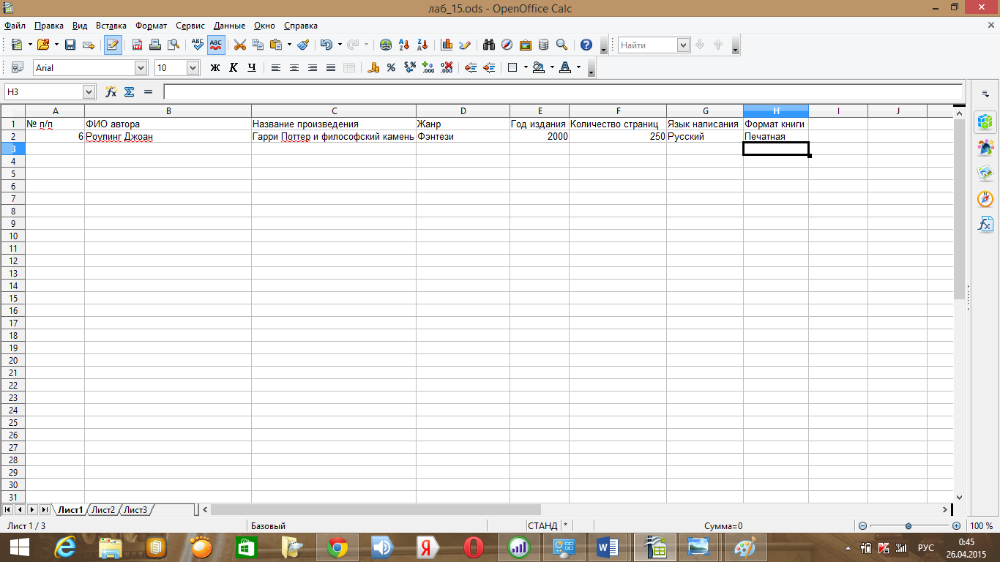 лаб_15.ods - OpenOffice Calc
Файл Правка Вид Вставка Формат Сервис Данные Окно Справка
Найти
Arial 10 Ж К Ч
H3
A B C D E F G H I J
1 № п/п ФИО автора Название произведения Жанр Год издания Количество страниц Язык написания Формат книги
2 6 Роулинг Джоан Гарри Поттер и философский камень Фэнтези 2000 250 Русский Печатная
3
4
5
6
7
8
9
10
11
12
13
14
15
16
17
18
19
20
21
22
23
24
25
26
27
28
29
30
31
Лист1 Лист2 Лист3
Лист 1 / 3 Базовый СТАНД * Сумма=0 100 %
РУС 0:45
26.04.2015